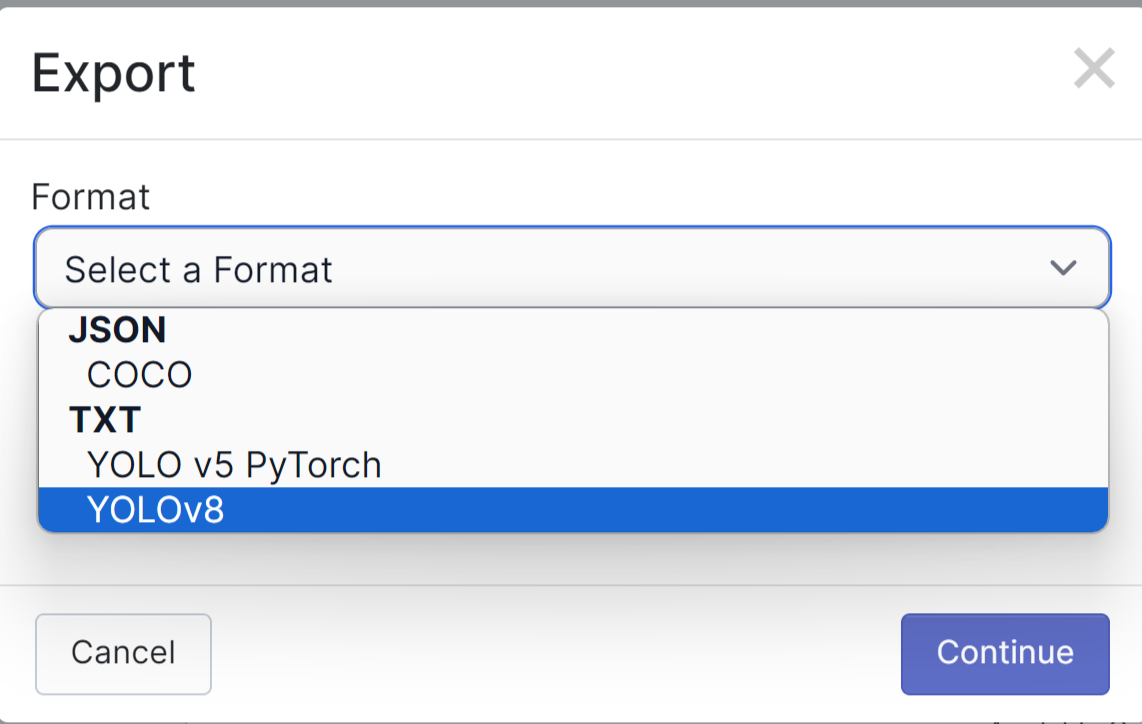 Export
Format
Select a Format
JSON
COCO
TXT
YOLO v5 PyTorch
YOLOv8
Cancel
Continue